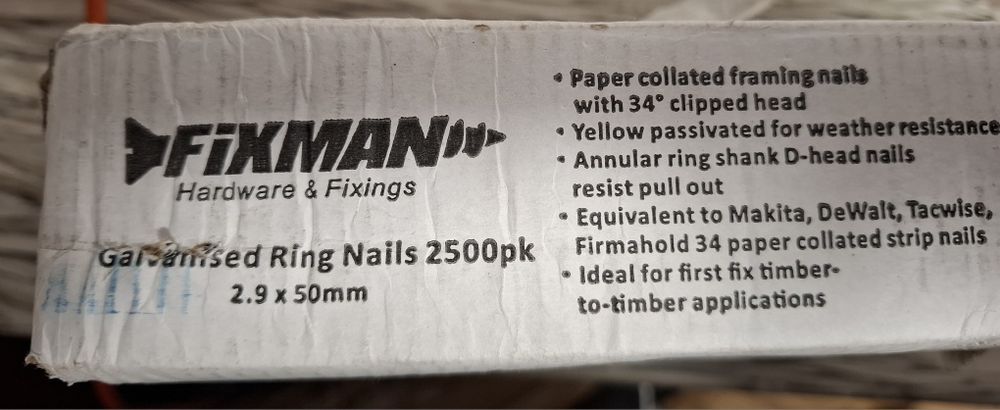 FiXMAN
Hardware & Fixings
Galvanised Ring Nails 2500pk
2.9 x 50mm
• Paper collated framing nails
with 34° clipped head
• Yellow passivated for weather resistance
• Annular ring shank D-head nails
resist pull out
• Equivalent to Makita, DeWalt, Tacwise,
Firmahold 34 paper collated strip nails
• Ideal for first fix timber-
to-timber applications